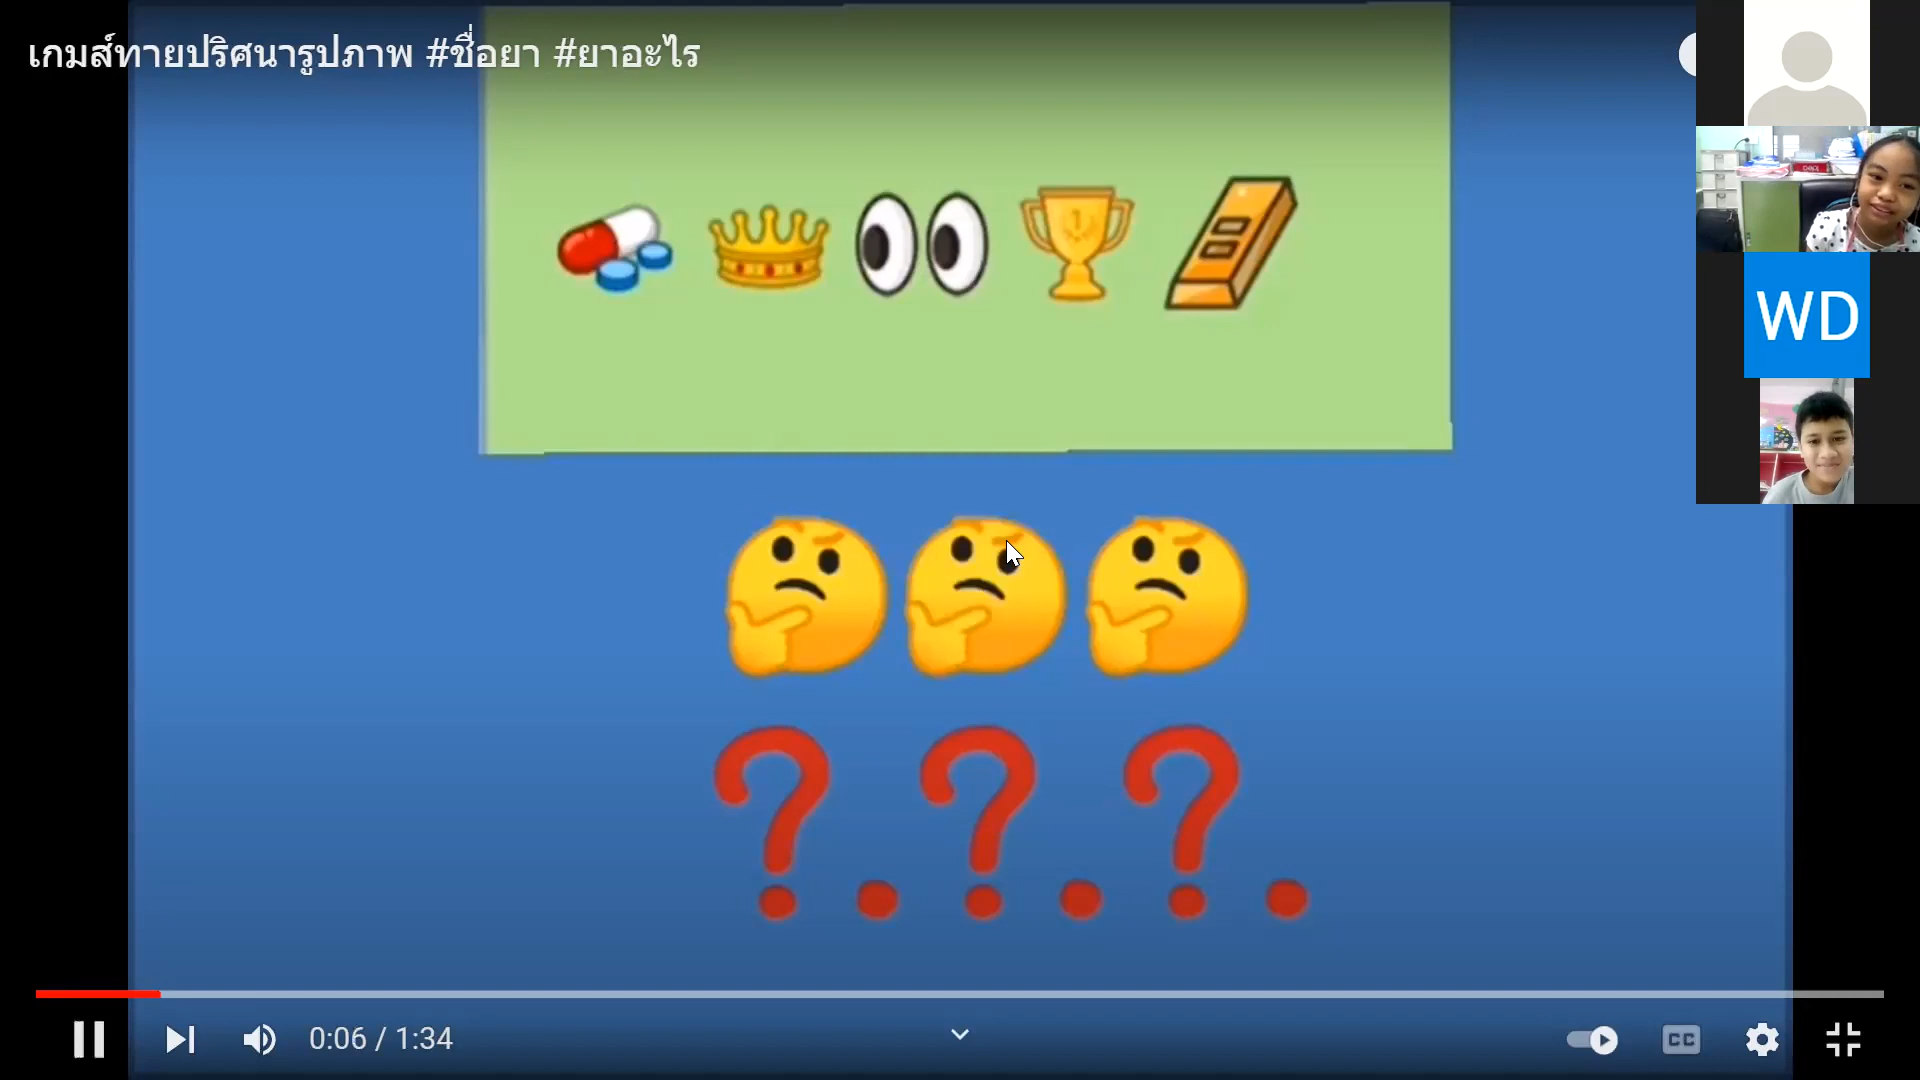 เกมส์ทายปริศนารูปภาพ #ชื่อยา #ยาอะไร
WD
? . ? . ? .
0:06 / 1:34
CC